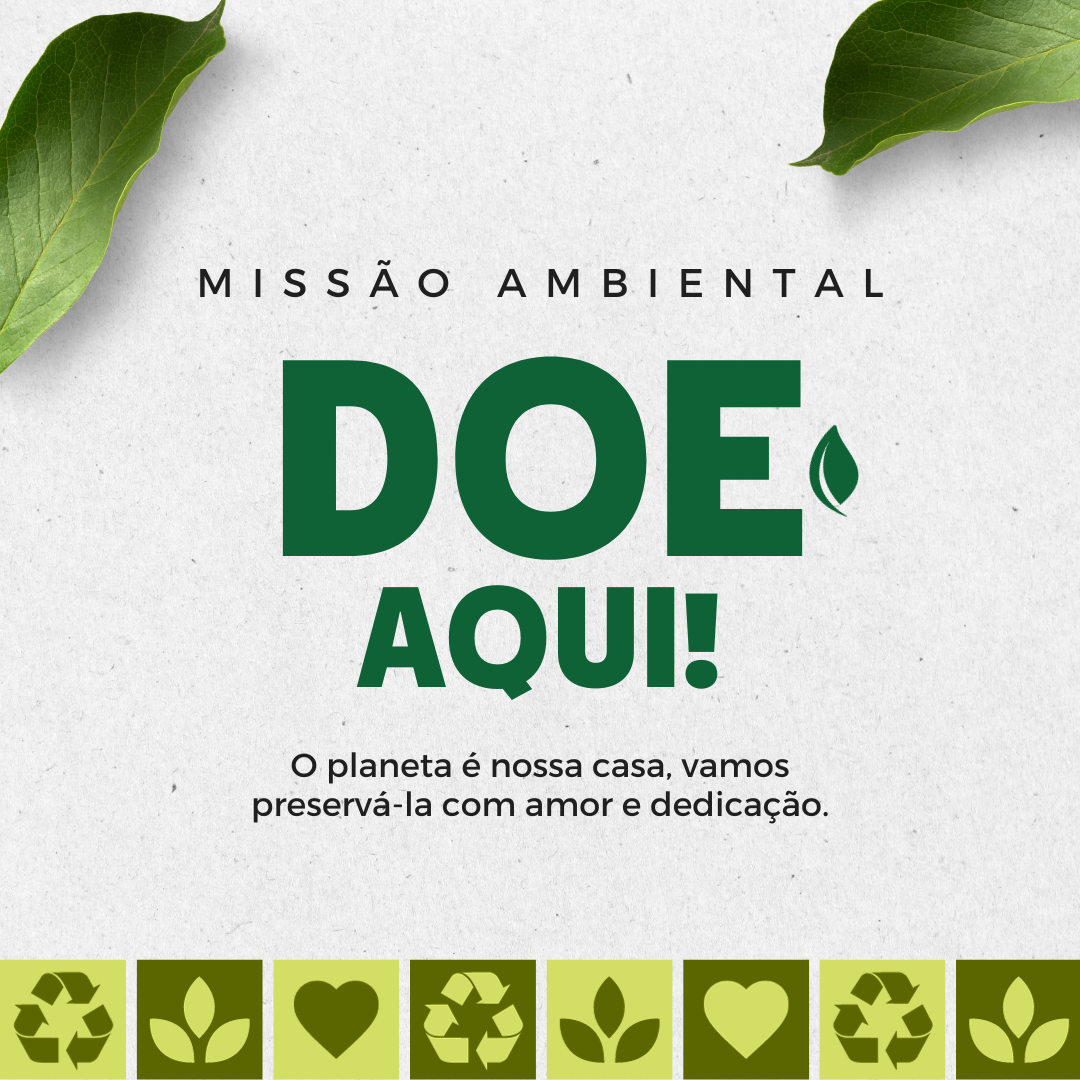 MISSÃO AMBIENTAL
DOE
AQUI!
O planeta é nossa casa, vamos
preservá-la com amor e dedicação.